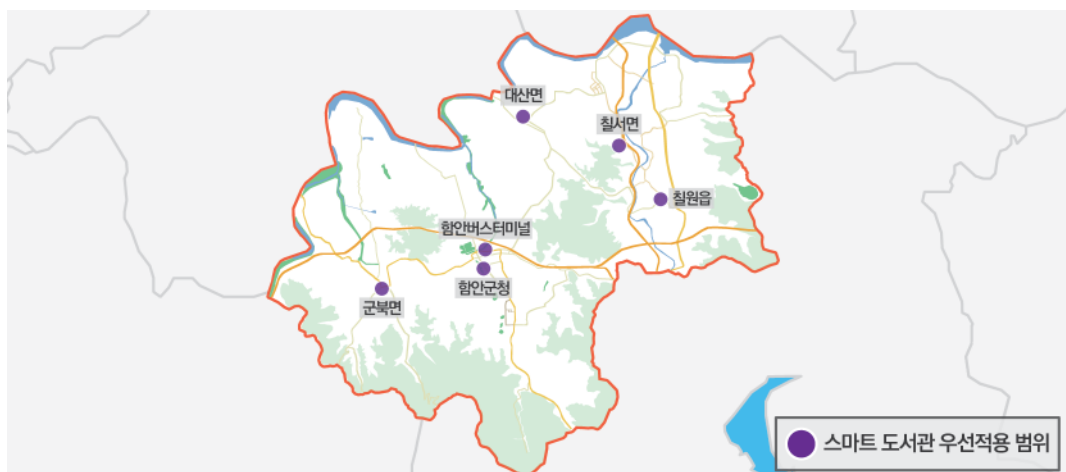 대산면
칠서면
칠원읍
함안버스터미널
함안군청
군북면
스마트 도서관 우선적용 범위